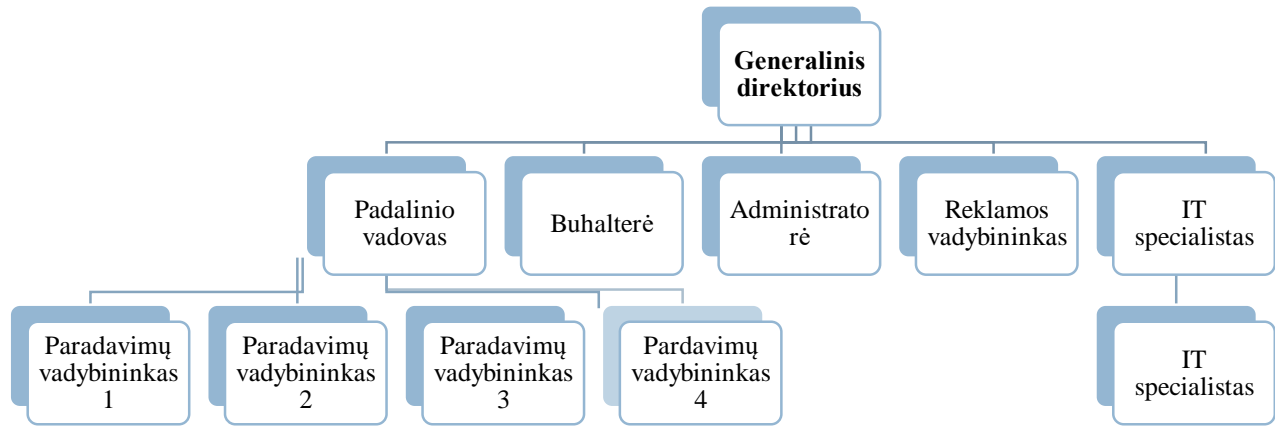 Generalinis
direktorius
Padalinio
vadovas
Buhalterė
Administrato
rė
Reklamos
vadybininkas
IT
specialistas
Paradavimų
vadybininkas
1
Paradavimų
vadybininkas
2
Paradavimų
vadybininkas
3
Pardavimų
vadybininkas
4
IT
specialistas